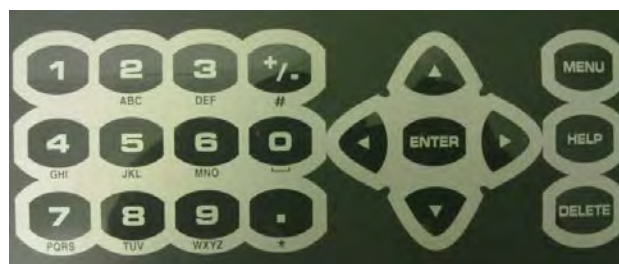 1 2 3 +/- MENU
ABC DEF #
4 5 6 0 ENTER HELP
GHI JKL MNO
7 8 9 . DELETE
PQRS TUV WXYZ *